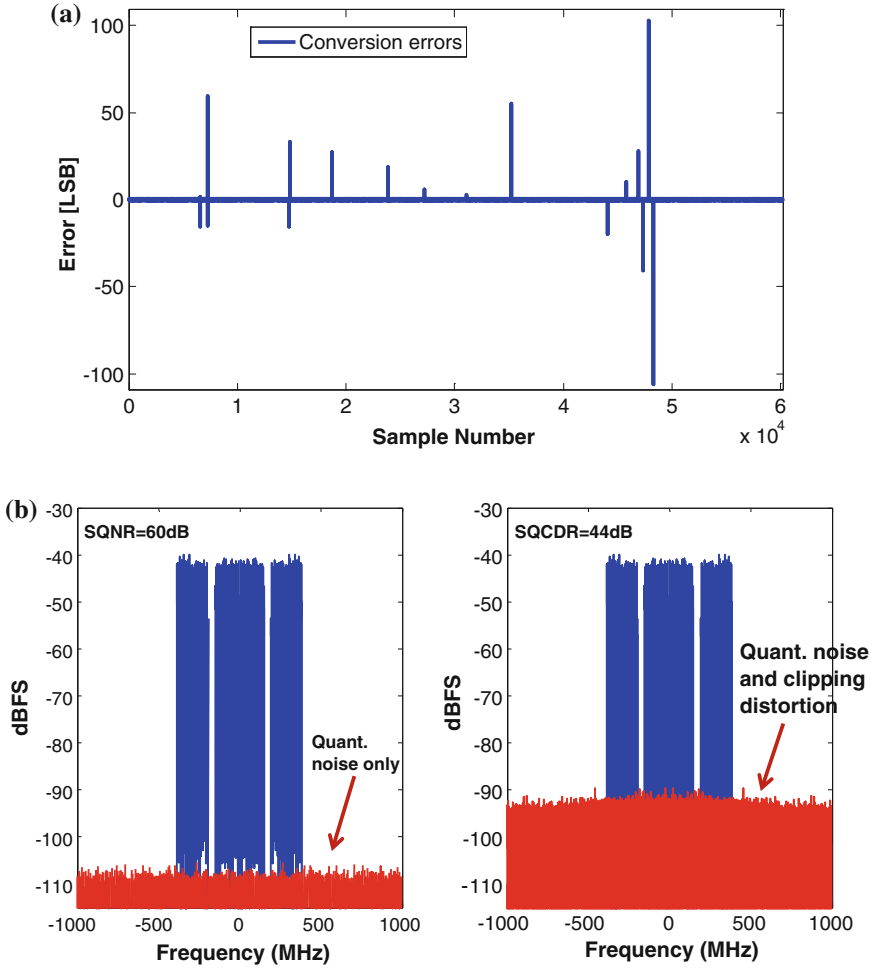 (a)
Conversion errors
100
50
0
-50
-100
Error [LSB]
0
1
2
3
4
5
6
x 10^4
Sample Number
(b)
-30
-40
-50
-60
-70
-80
-90
-100
-110
dBFS
SQNR=60dB
Quant.
noise only
-1000
-500
0
500
1000
Frequency (MHz)
-30
-40
-50
-60
-70
-80
-90
-100
-110
dBFS
SQCDR=44dB
Quant. noise
and clipping
distortion
-1000
-500
0
500
1000
Frequency (MHz)